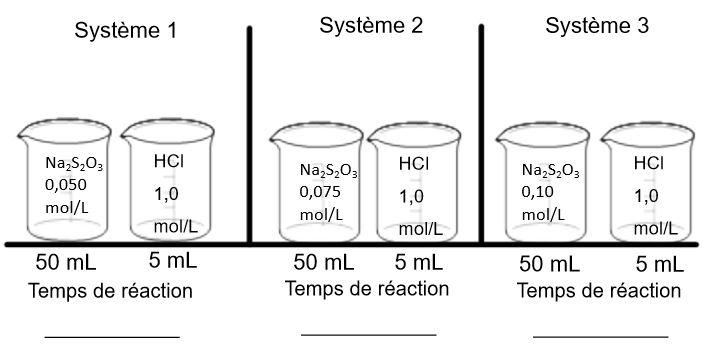 Système 1
Na₂S₂O₃
0,050
mol/L
HCl
1,0
mol/L
50 mL
5 mL
Temps de réaction
Système 2
Na₂S₂O₃
0,075
mol/L
HCl
1,0
mol/L
50 mL
5 mL
Temps de réaction
Système 3
Na₂S₂O₃
0,10
mol/L
HCl
1,0
mol/L
50 mL
5 mL
Temps de réaction